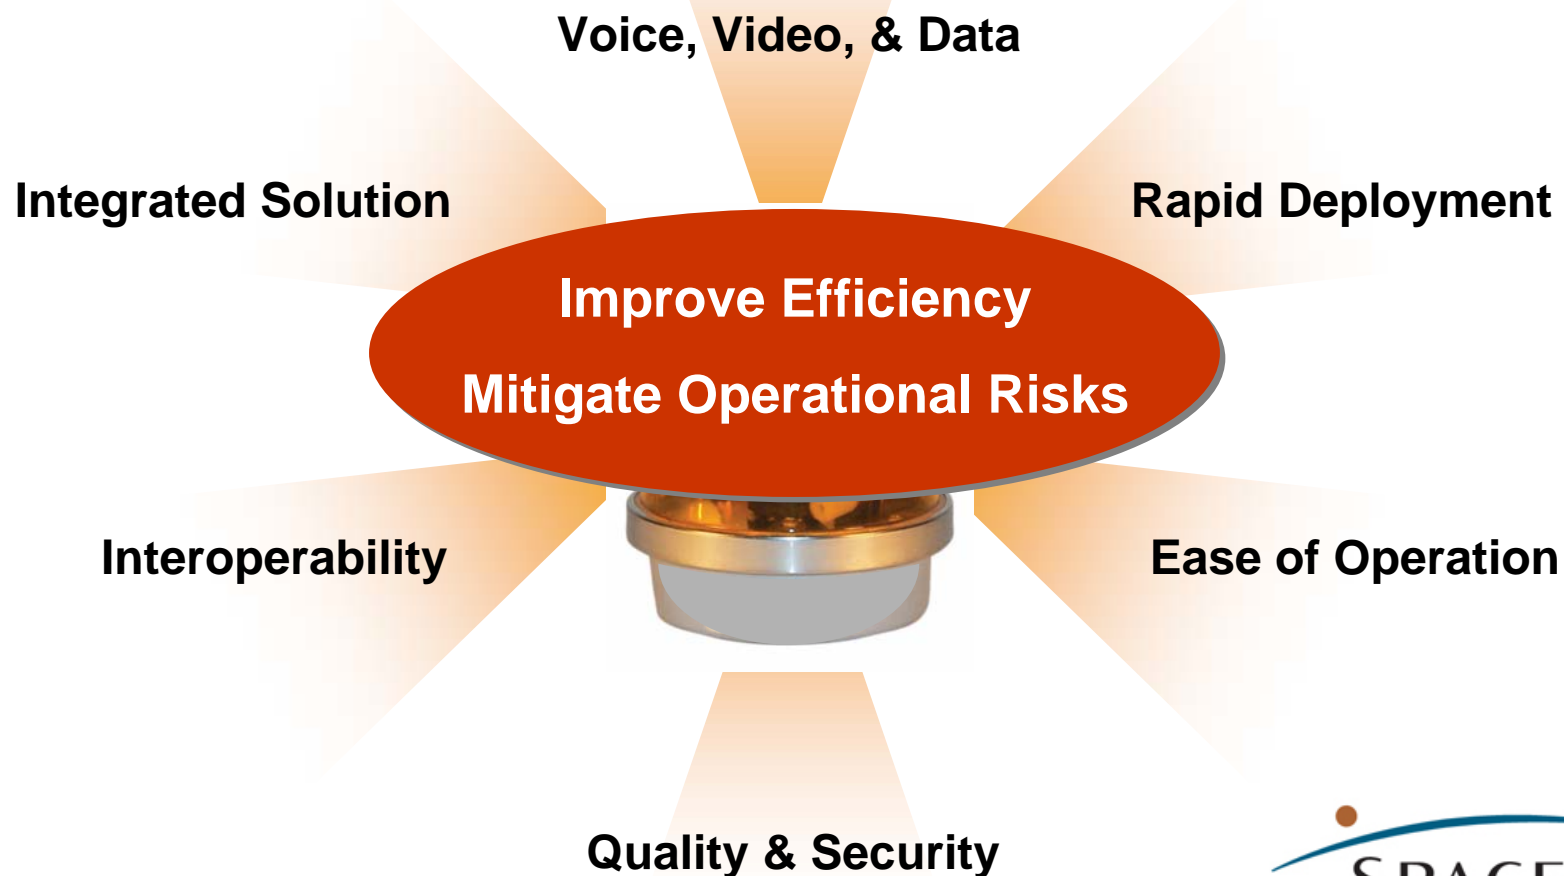 Voice, Video, & Data
Integrated Solution
Rapid Deployment
Improve Efficiency
Mitigate Operational Risks
Interoperability
Ease of Operation
Quality & Security